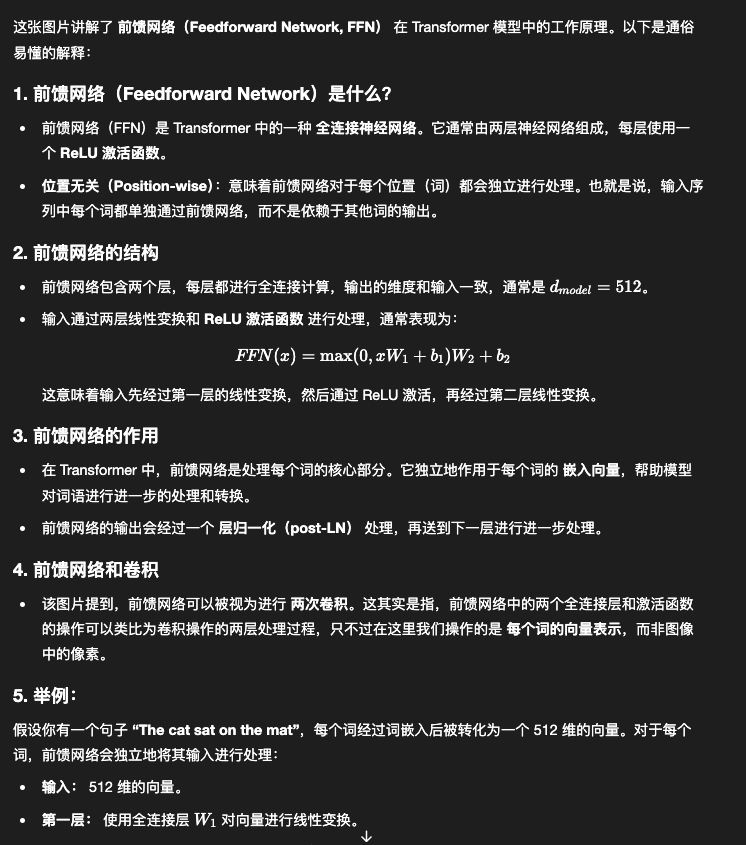 这张图片讲解了 前馈网络（Feedforward Network, FFN） 在 Transformer 模型中的工作原理。以下是通俗
易懂的解释：
1. 前馈网络（Feedforward Network）是什么？
• 前馈网络（FFN）是 Transformer 中的一种 全连接神经网络。它通常由两层神经网络组成，每层使用一
个 ReLU 激活函数。
• 位置无关（Position-wise）：意味着前馈网络对于每个位置（词）都会独立进行处理。也就是说，输入序
列中每个词都单独通过前馈网络，而不是依赖于其他词的输出。
2. 前馈网络的结构
• 前馈网络包含两个层，每层都进行全连接计算，输出的维度和输入一致，通常是 d_{model} = 512。
• 输入通过两层线性变换和 ReLU 激活函数 进行处理，通常表现为：
FFN(x) = max(0, xW_1 + b_1)W_2 + b_2
这意味着输入先经过第一层的线性变换，然后通过 ReLU 激活，再经过第二层线性变换。
3. 前馈网络的作用
• 在 Transformer 中，前馈网络是处理每个词的核心部分。它独立地作用于每个词的 嵌入向量，帮助模型
对词语进行进一步的处理和转换。
• 前馈网络的输出会经过一个 层归一化（post-LN） 处理，再送到下一层进行进一步处理。
4. 前馈网络和卷积
• 该图片提到，前馈网络可以被视为进行 两次卷积。这其实是指，前馈网络中的两个全连接层和激活函数
的操作可以类比为卷积操作的两层处理过程，只不过在这里我们操作的是 每个词的向量表示，而非图像
中的像素。
5. 举例：
假设你有一个句子 “The cat sat on the mat”，每个词经过词嵌入后被转化为一个 512 维的向量。对于每个
词，前馈网络会独立地将其输入进行处理：
• 输入： 512 维的向量。
• 第一层： 使用全连接层 W_1 对向量进行线性变换。